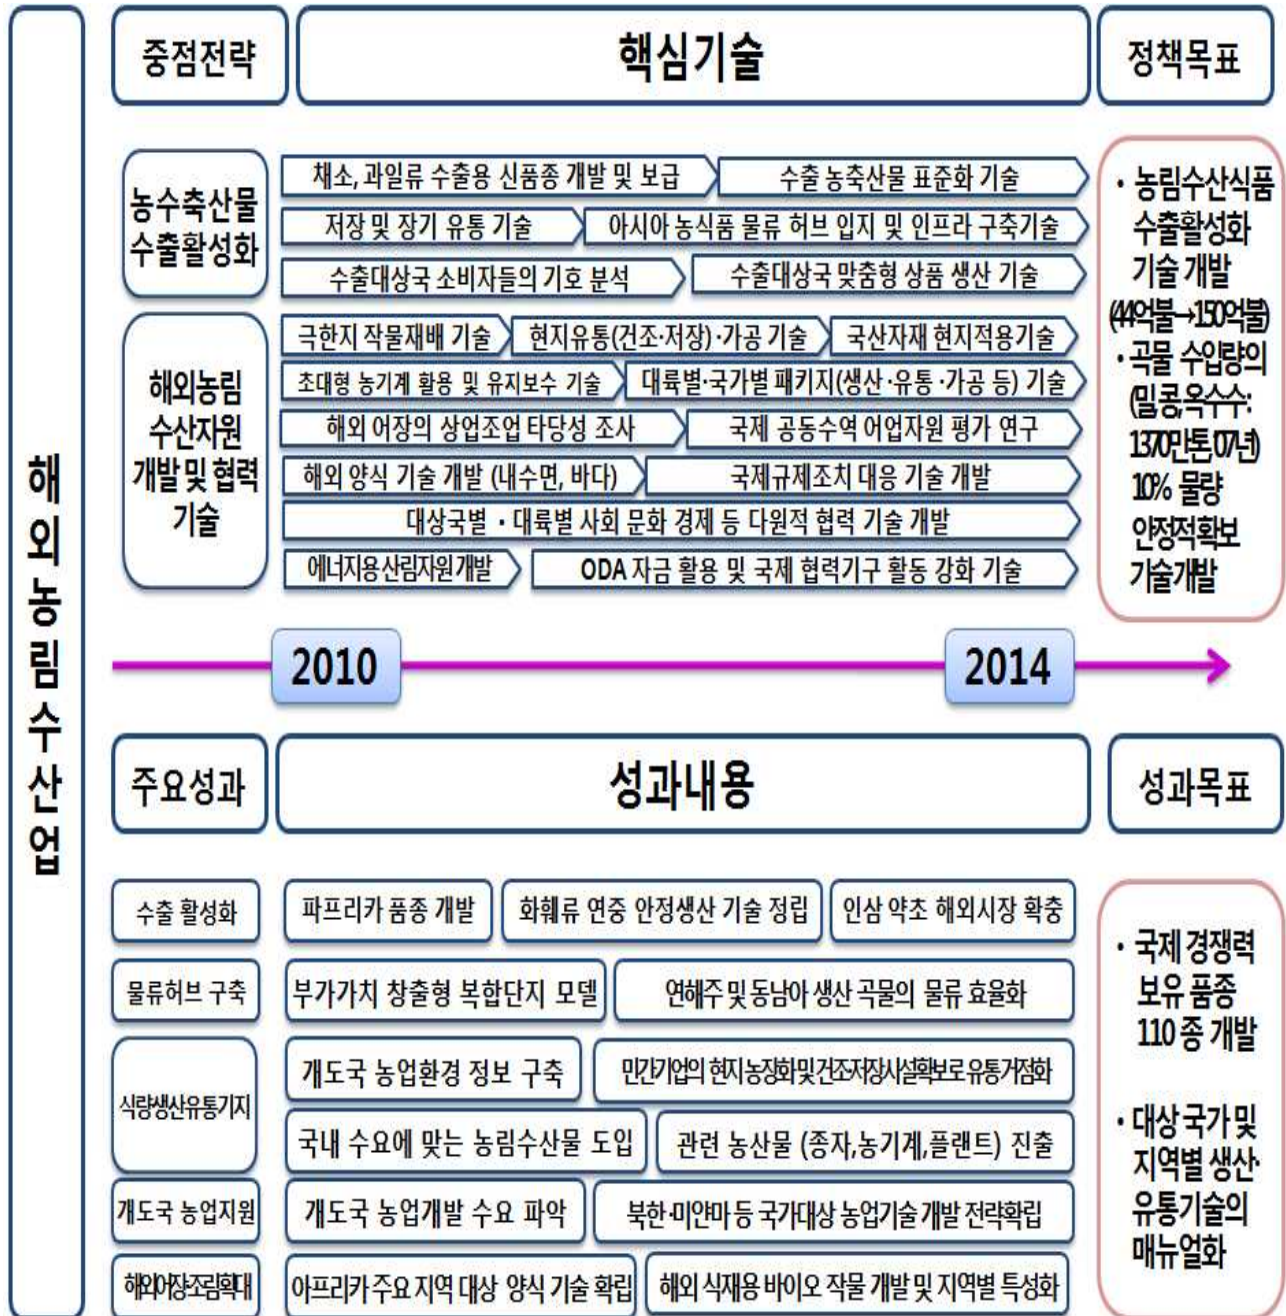 해외농림수산업
중점전략
핵심기술
정책목표
농수축산물
수출활성화
채소, 과일류 수출용 신품종 개발 및 보급
수출 농축산물 표준화 기술
저장 및 장기 유통 기술
아시아 농식품 물류 허브 입지 및 인프라 구축기술
수출대상국 소비자들의 기호 분석
수출대상국 맞춤형 상품 생산 기술
해외농림
수산자원
개발 및 협력
기술
극한지 작물재배 기술
현지유통(건조·저장)·가공 기술
국산자재 현지적용기술
초대형 농기계 활용 및 유지보수 기술
대륙별·국가별 패키지(생산·유통·가공 등) 기술
해외 어장의 상업조업 타당성 조사
국제 공동수역 어업자원 평가 연구
해외 양식 기술 개발 (내수면, 바다)
국제규제조치 대응 기술 개발
대상국별 · 대륙별 사회 문화 경제 등 다원적 협력 기술 개발
에너지용 산림자원 개발
ODA 자금 활용 및 국제 협력기구 활동 강화 기술
· 농림수산식품
수출활성화
기술 개발
(44억불→150억불)
· 곡물 수입량의
(밀,콩,옥수수:
1370만톤,07년)
10% 물량
안정적확보
기술개발
2010
2014
주요성과
성과내용
성과목표
수출 활성화
파프리카 품종 개발
화훼류 연중 안정생산 기술 정립
인삼 약초 해외시장 확충
물류허브 구축
부가가치 창출형 복합단지 모델
연해주 및 동남아 생산 곡물의 물류 효율화
식량생산유통기지
개도국 농업환경 정보 구축
민간기업의 현지 농장화 및 건조·저장시설확보로 유통거점화
국내 수요에 맞는 농림수산물 도입
관련 농산물 (종자,농기계,플랜트) 진출
개도국 농업지원
개도국 농업개발 수요 파악
북한·미얀마 등 국가대상 농업기술 개발 전략확립
해외어장·조림확대
아프리카 주요 지역 대상 양식 기술 확립
해외 식재용 바이오 작물 개발 및 지역별 특성화
· 국제 경쟁력
보유 품종
110 종 개발
· 대상 국가 및
지역별 생산·
유통기술의
매뉴얼화